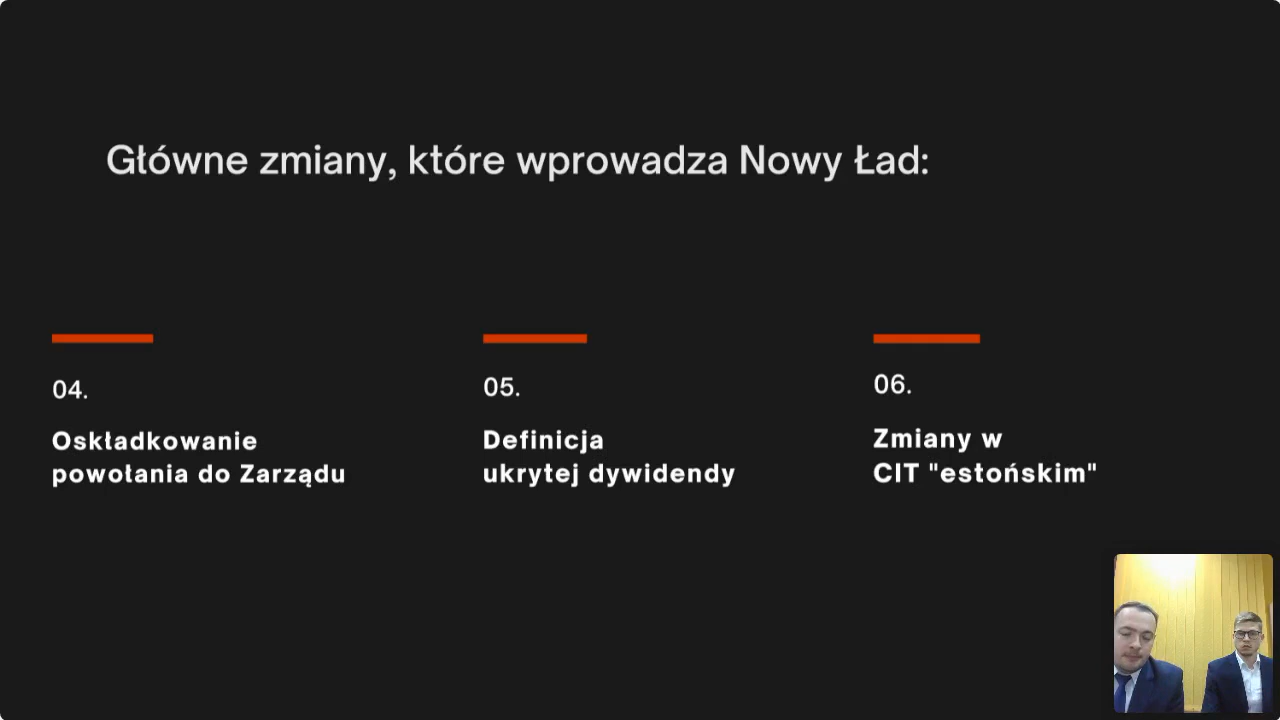 Główne zmiany, które wprowadza Nowy Ład:
04.
Oskładkowanie
powołania do Zarządu
05.
Definicja
ukrytej dywidendy
06.
Zmiany w
CIT "estońskim"